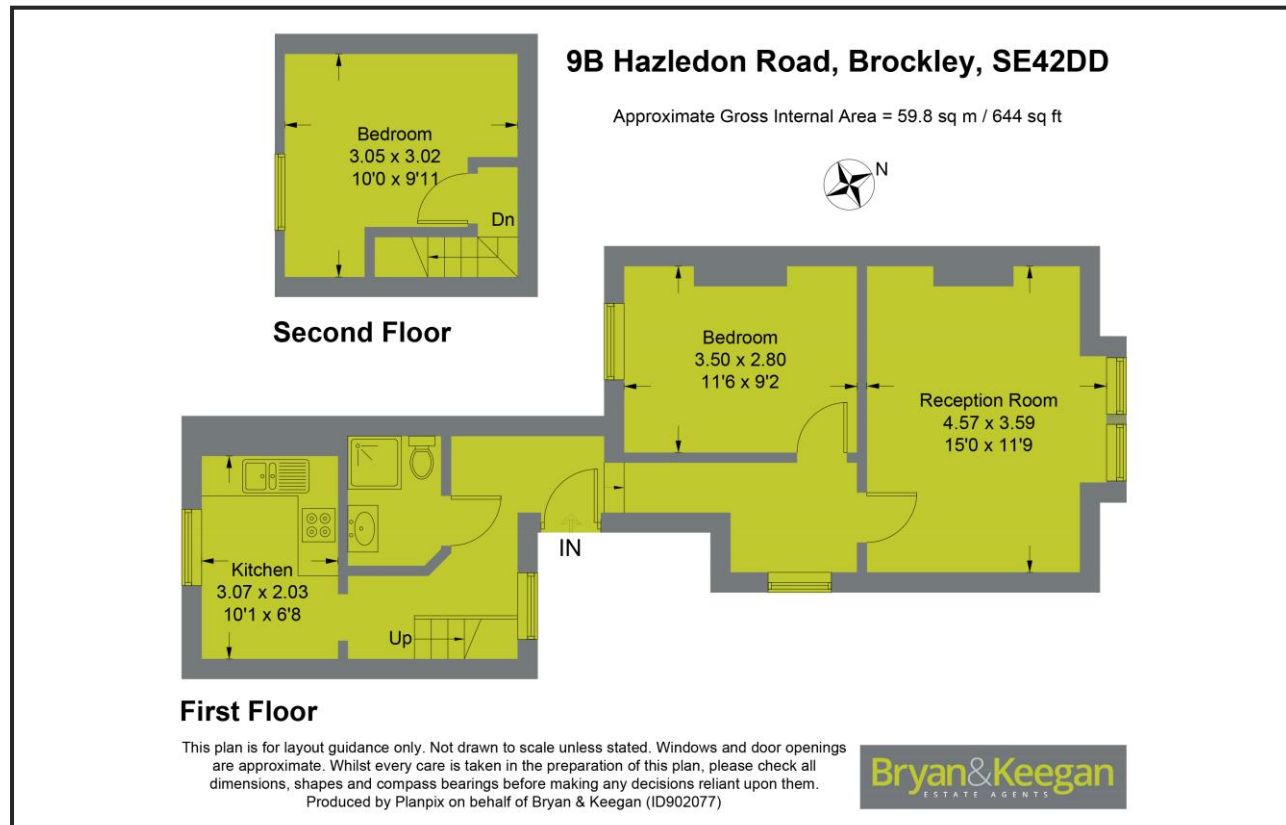 9B Hazledon Road, Brockley, SE42DD
Approximate Gross Internal Area = 59.8 sq m / 644 sq ft
N
Bedroom
3.05 x 3.02
10'0 x 9'11
Dn
Second Floor
Bedroom
3.50 x 2.80
11'6 x 9'2
Reception Room
4.57 x 3.59
15'0 x 11'9
IN
Kitchen
3.07 x 2.03
10'1 x 6'8
Up
First Floor
This plan is for layout guidance only. Not drawn to scale unless stated. Windows and door openings
are approximate. Whilst every care is taken in the preparation of this plan, please check all
dimensions, shapes and compass bearings before making any decisions reliant upon them.
Produced by Planpix on behalf of Bryan & Keegan (ID902077)
Bryan&Keegan
ESTATE AGENTS